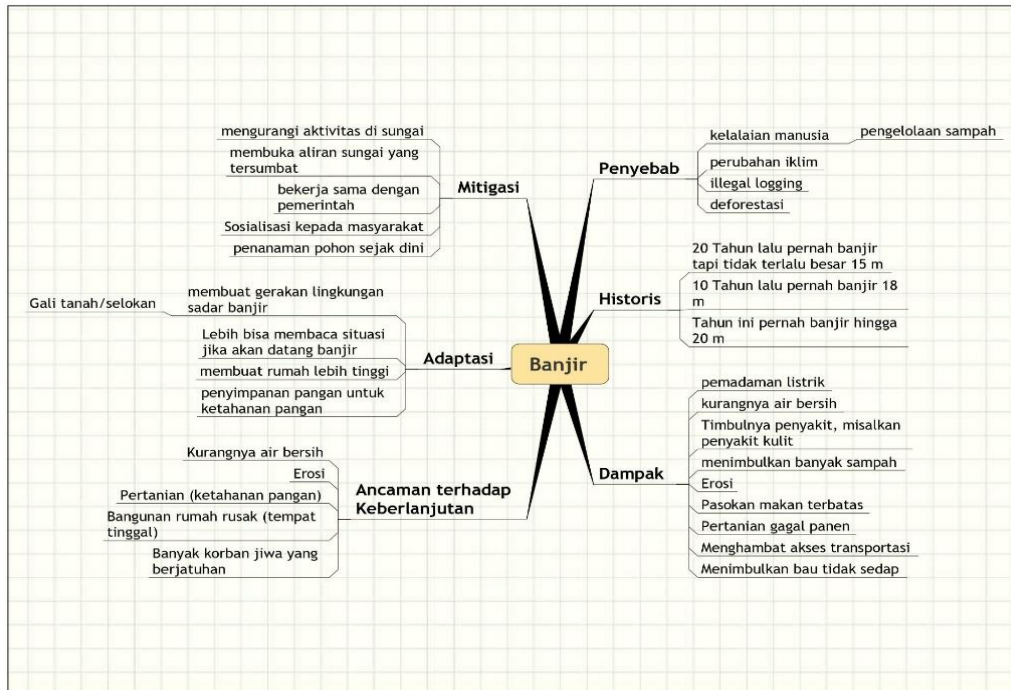 Banjir
Penyebab
kelalaian manusia
pengelolaan sampah
perubahan iklim
illegal logging
deforestasi
Historis
20 Tahun lalu pernah banjir
tapi tidak terlalu besar 15 m
10 Tahun lalu pernah banjir 18
m
Tahun ini pernah banjir hingga
20 m
Dampak
pemadaman listrik
kurangnya air bersih
Timbulnya penyakit, misalkan
penyakit kulit
menimbulkan banyak sampah
Erosi
Pasokan makan terbatas
Pertanian gagal panen
Menghambat akses transportasi
Menimbulkan bau tidak sedap
Mitigasi
mengurangi aktivitas di sungai
membuka aliran sungai yang
tersumbat
bekerja sama dengan
pemerintah
Sosialisasi kepada masyarakat
penanaman pohon sejak dini
Adaptasi
membuat gerakan lingkungan
sadar banjir
Gali tanah/selokan
Lebih bisa membaca situasi
jika akan datang banjir
membuat rumah lebih tinggi
penyimpanan pangan untuk
ketahanan pangan
Ancaman terhadap
Keberlanjutan
Kurangnya air bersih
Erosi
Pertanian (ketahanan pangan)
Bangunan rumah rusak (tempat
tinggal)
Banyak korban jiwa yang
berjatuhan